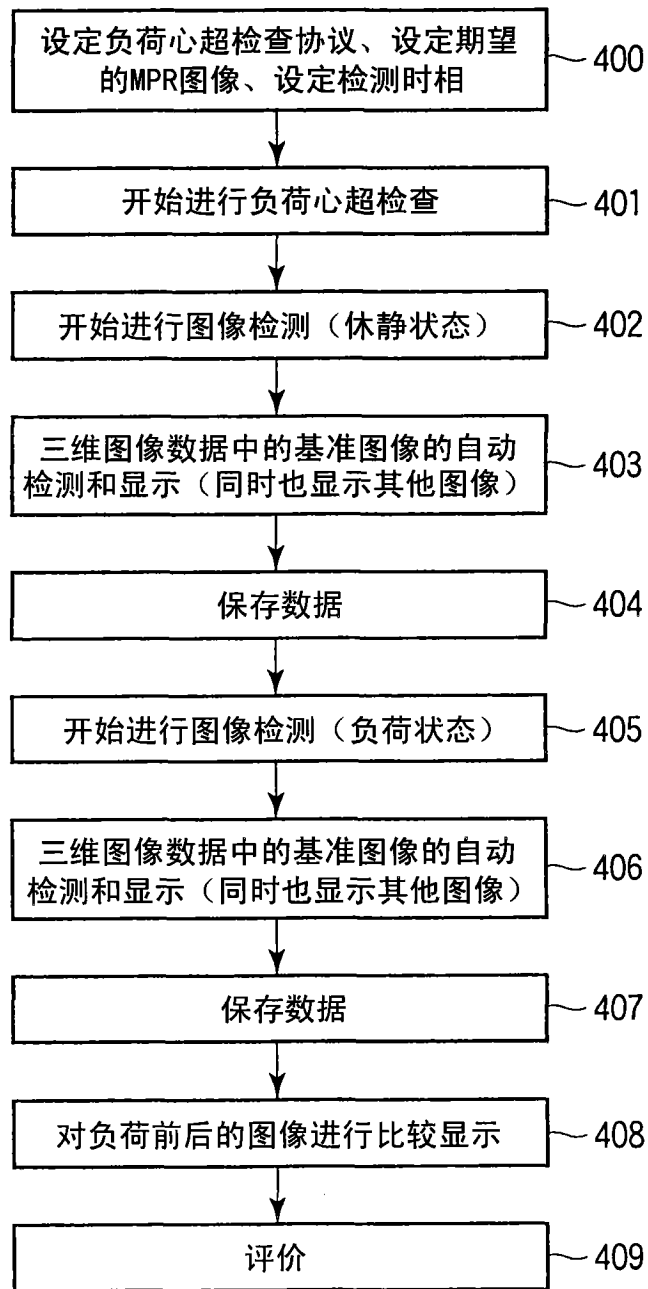 设定负荷心超检查协议、设定期望
的MPR图像、设定检测时相
400
开始进行负荷心超检查
401
开始进行图像检测（休静状态）
402
三维图像数据中的基准图像的自动
检测和显示（同时也显示其他图像）
403
保存数据
404
开始进行图像检测（负荷状态）
405
三维图像数据中的基准图像的自动
检测和显示（同时也显示其他图像）
406
保存数据
407
对负荷前后的图像进行比较显示
408
评价
409